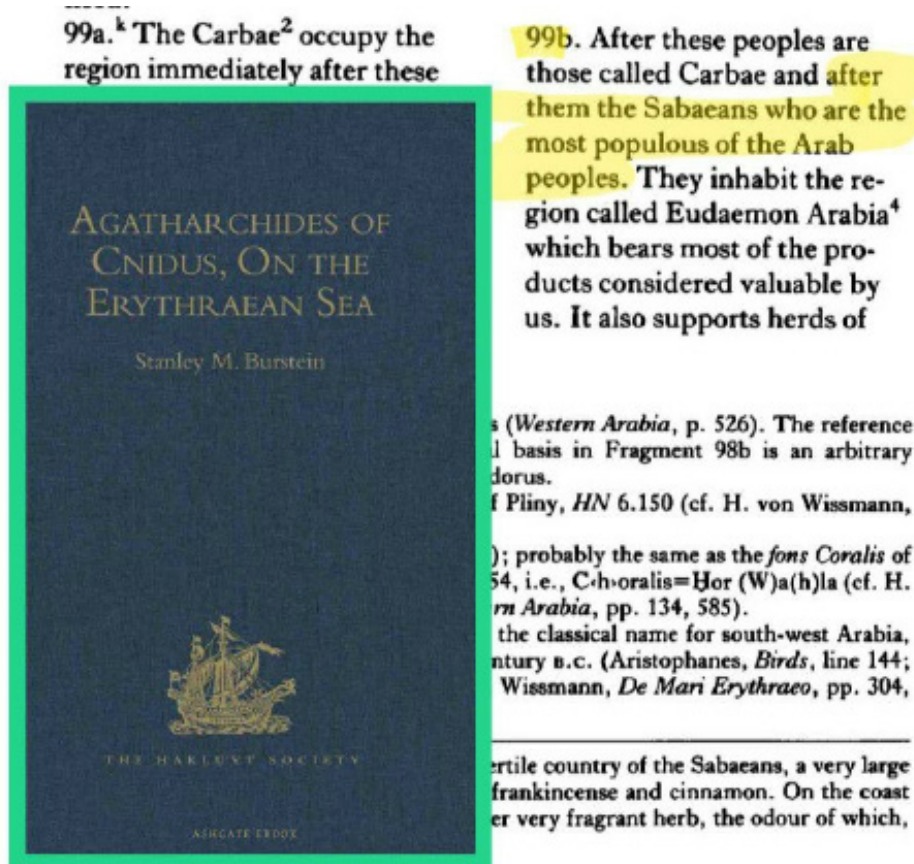 99a.ᵏ The Carbae² occupy the
region immediately after these
99b. After these peoples are
those called Carbae and after
them the Sabaeans who are the
most populous of the Arab
peoples. They inhabit the re-
gion called Eudaemon Arabia⁴
which bears most of the pro-
ducts considered valuable by
us. It also supports herds of
AGATHARCHIDES OF
CNIDUS, ON THE
ERYTHRAEAN SEA
Stanley M. Burstein
THE HAKLUYT SOCIETY
ASHGATE EBOOK
s (Western Arabia, p. 526). The reference
l basis in Fragment 98b is an arbitrary
dorus.
f Pliny, HN 6.150 (cf. H. von Wissmann,
); probably the same as the fons Coralis of
54, i.e., C‹h›oralis=Ḥor (W)a(h)la (cf. H.
rn Arabia, pp. 134, 585).
the classical name for south-west Arabia,
ntury B.C. (Aristophanes, Birds, line 144;
Wissmann, De Mari Erythraeo, pp. 304,
ertile country of the Sabaeans, a very large
frankincense and cinnamon. On the coast
er very fragrant herb, the odour of which,